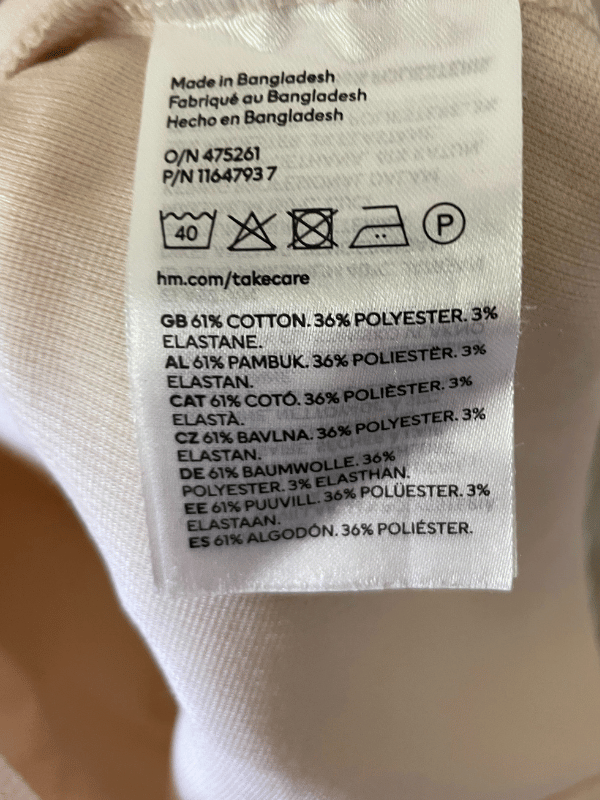 Made in Bangladesh
Fabriqué au Bangladesh
Hecho en Bangladesh
O/N 475261
P/N 1164793 7
40
P
hm.com/takecare
GB 61% COTTON. 36% POLYESTER. 3%
ELASTANE.
AL 61% PAMBUK. 36% POLIESTËR. 3%
ELASTAN.
CAT 61% COTÓ. 36% POLIÈSTER. 3%
ELASTÀ.
CZ 61% BAVLNA. 36% POLYESTER. 3%
ELASTAN.
DE 61% BAUMWOLLE. 36%
POLYESTER. 3% ELASTHAN.
EE 61% PUUVILL. 36% POLÜESTER. 3%
ELASTAAN.
ES 61% ALGODÓN. 36% POLIÉSTER.